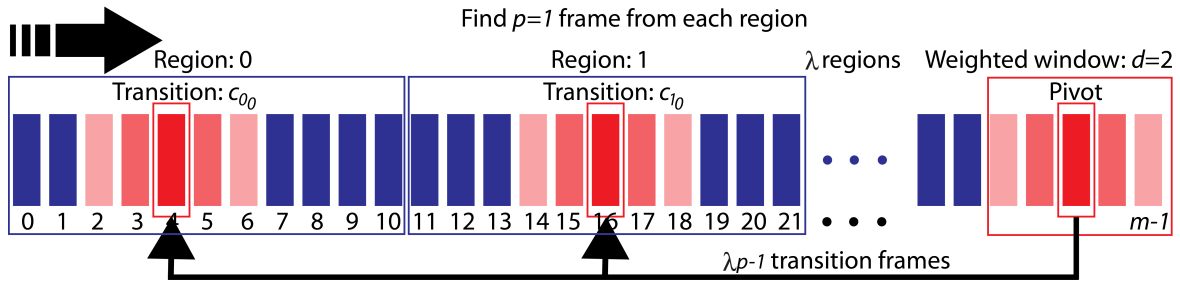 Find p=1 frame from each region
Region: 0 Region: 1 λ regions Weighted window: d=2
Transition: c₀₀ Transition: c₁₀ Pivot
0 1 2 3 4 5 6 7 8 9 10 11 12 13 14 15 16 17 18 19 20 21 m-1
λp-1 transition frames